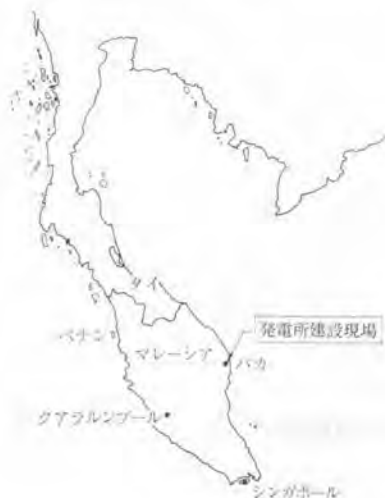 タイ
発電所建設現場
ペナン
マレーシア
パカ
クアラルンプール
シンガポール